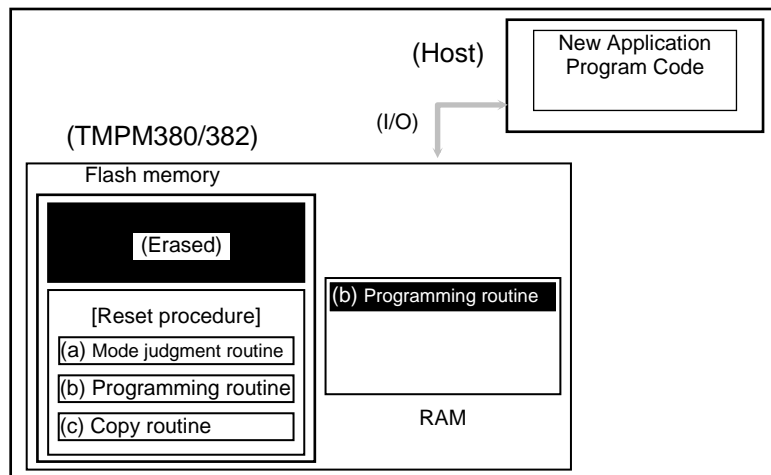 (Host)
New Application
Program Code
(I/O)
(TMPM380/382)
Flash memory
(Erased)
[Reset procedure]
(a) Mode judgment routine
(b) Programming routine
(c) Copy routine
(b) Programming routine
RAM